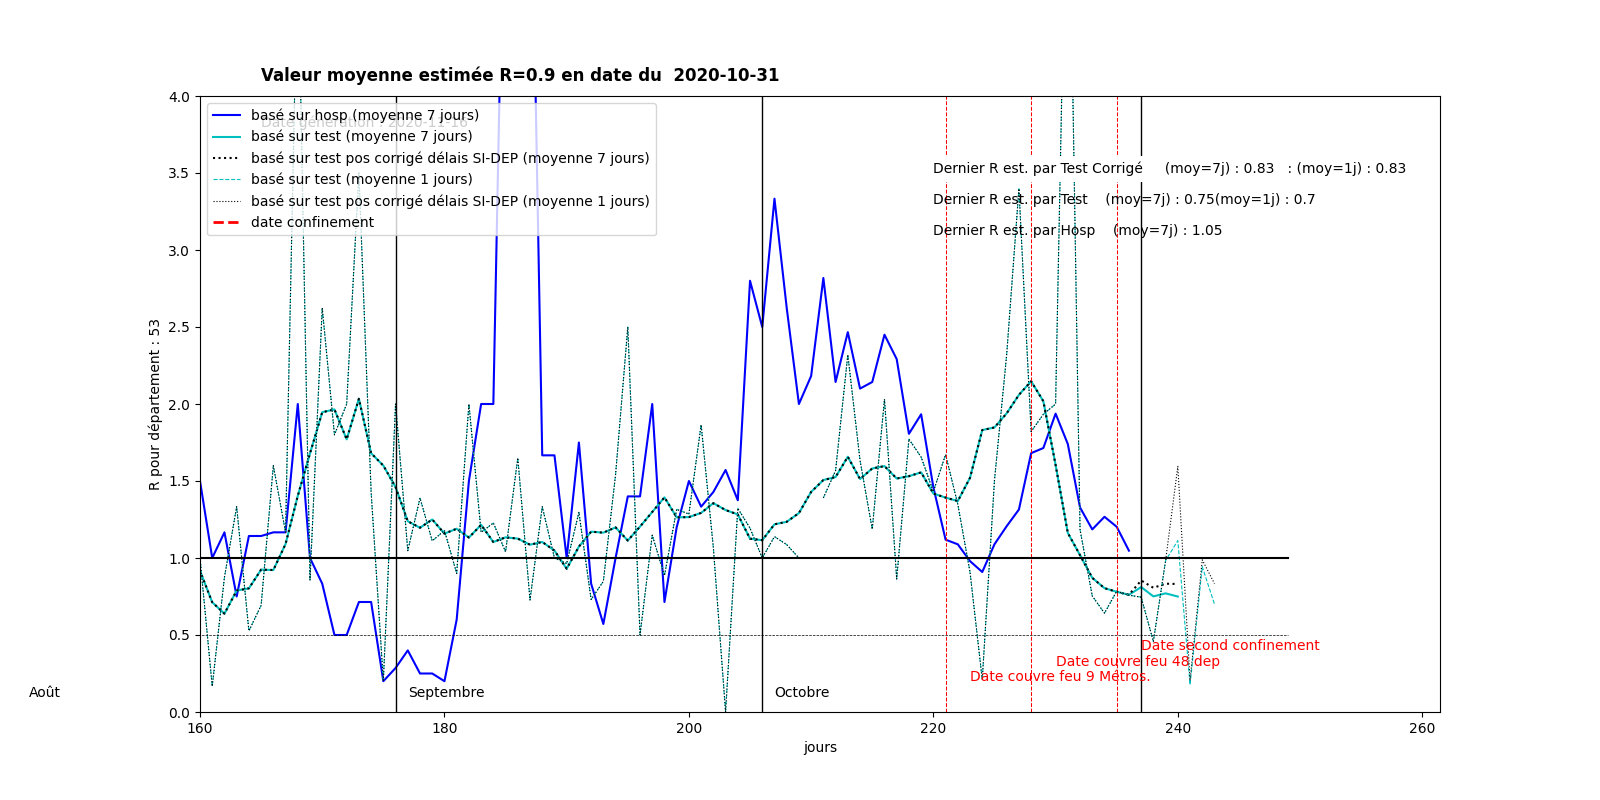 Valeur moyenne estimée R=0.9 en date du  2020-10-31
4.0
3.5
3.0
2.5
2.0
1.5
1.0
0.5
0.0
R pour département : 53
Date génération : 2020-11-16
basé sur hosp (moyenne 7 jours)
basé sur test (moyenne 7 jours)
basé sur test pos corrigé délais SI-DEP (moyenne 7 jours)
basé sur test (moyenne 1 jours)
basé sur test pos corrigé délais SI-DEP (moyenne 1 jours)
date confinement
Dernier R est. par Test Corrigé     (moy=7j) : 0.83   : (moy=1j) : 0.83
Dernier R est. par Test    (moy=7j) : 0.75(moy=1j) : 0.7
Dernier R est. par Hosp    (moy=7j) : 1.05
Date second confinement
Date couvre feu 48 dep
Date couvre feu 9 Métros.
Août
Septembre
Octobre
160
180
200
220
240
260
jours